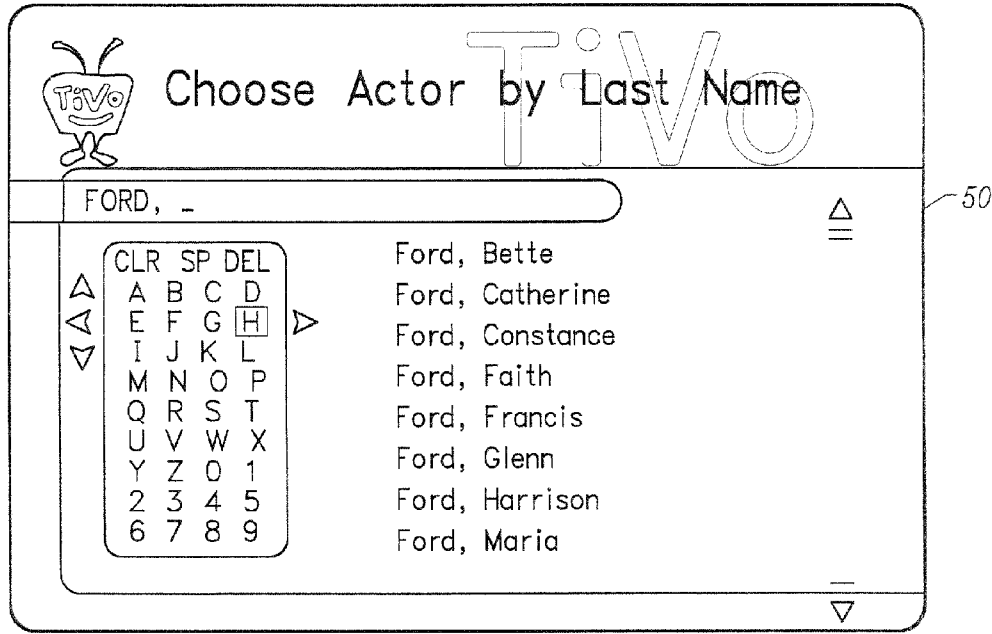 TiVo
TiVo
Choose Actor by Last Name
FORD, _
50
CLR SP DEL
A B C D
E F G H
I J K L
M N O P
Q R S T
U V W X
Y Z 0 1
2 3 4 5
6 7 8 9
Ford, Bette
Ford, Catherine
Ford, Constance
Ford, Faith
Ford, Francis
Ford, Glenn
Ford, Harrison
Ford, Maria